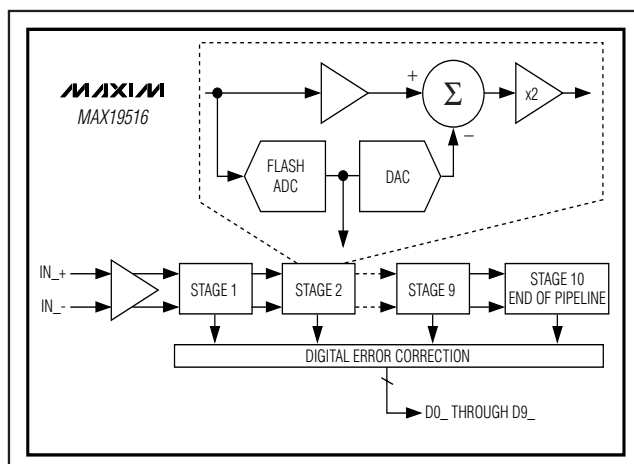 MAXIM
MAX19516
+
Σ
x2
−
FLASH
ADC
DAC
IN_+
IN_-
STAGE 1
STAGE 2
STAGE 9
STAGE 10
END OF PIPELINE
DIGITAL ERROR CORRECTION
D0_ THROUGH D9_